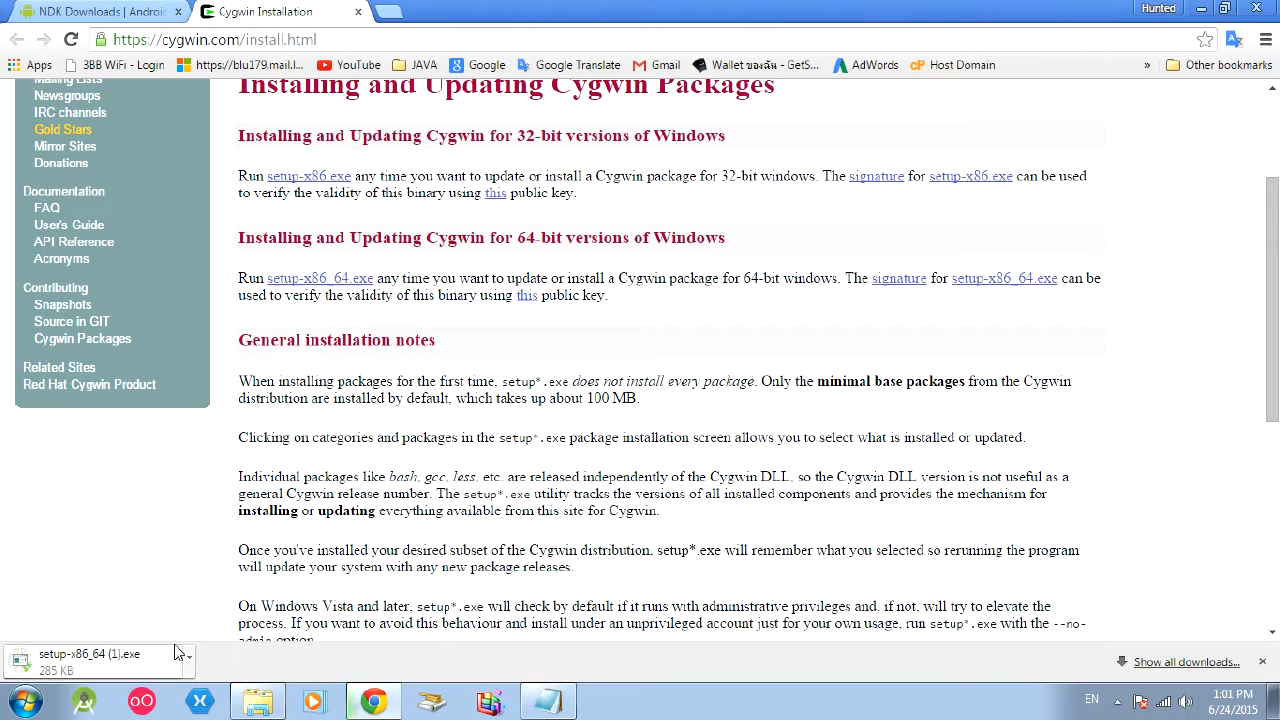 NDK Downloads | Androi
Cygwin Installation
Hunted
https://cygwin.com/install.html
Apps
3BB WiFi - Login
https://blu179.mail.l...
YouTube
JAVA
Google
Google Translate
Gmail
Wallet ของฉัน - GetS...
AdWords
cP Host Domain
»
Other bookmarks
Mailing Lists
Newsgroups
IRC channels
Gold Stars
Mirror Sites
Donations
Documentation
FAQ
User's Guide
API Reference
Acronyms
Contributing
Snapshots
Source in GIT
Cygwin Packages
Related Sites
Red Hat Cygwin Product
Installing and Updating Cygwin Packages
Installing and Updating Cygwin for 32-bit versions of Windows
Run setup-x86.exe any time you want to update or install a Cygwin package for 32-bit windows. The signature for setup-x86.exe can be used
to verify the validity of this binary using this public key.
Installing and Updating Cygwin for 64-bit versions of Windows
Run setup-x86_64.exe any time you want to update or install a Cygwin package for 64-bit windows. The signature for setup-x86_64.exe can be
used to verify the validity of this binary using this public key.
General installation notes
When installing packages for the first time, setup*.exe does not install every package. Only the minimal base packages from the Cygwin
distribution are installed by default, which takes up about 100 MB.
Clicking on categories and packages in the setup*.exe package installation screen allows you to select what is installed or updated.
Individual packages like bash, gcc, less, etc. are released independently of the Cygwin DLL, so the Cygwin DLL version is not useful as a
general Cygwin release number. The setup*.exe utility tracks the versions of all installed components and provides the mechanism for
installing or updating everything available from this site for Cygwin.
Once you've installed your desired subset of the Cygwin distribution, setup*.exe will remember what you selected so rerunning the program
will update your system with any new package releases.
On Windows Vista and later, setup*.exe will check by default if it runs with administrative privileges and, if not, will try to elevate the
process. If you want to avoid this behaviour and install under an unprivileged account just for your own usage, run setup*.exe with the --no-
admin option.
setup-x86_64 (1).exe
285 KB
Show all downloads...
EN
1:01 PM
6/24/2015